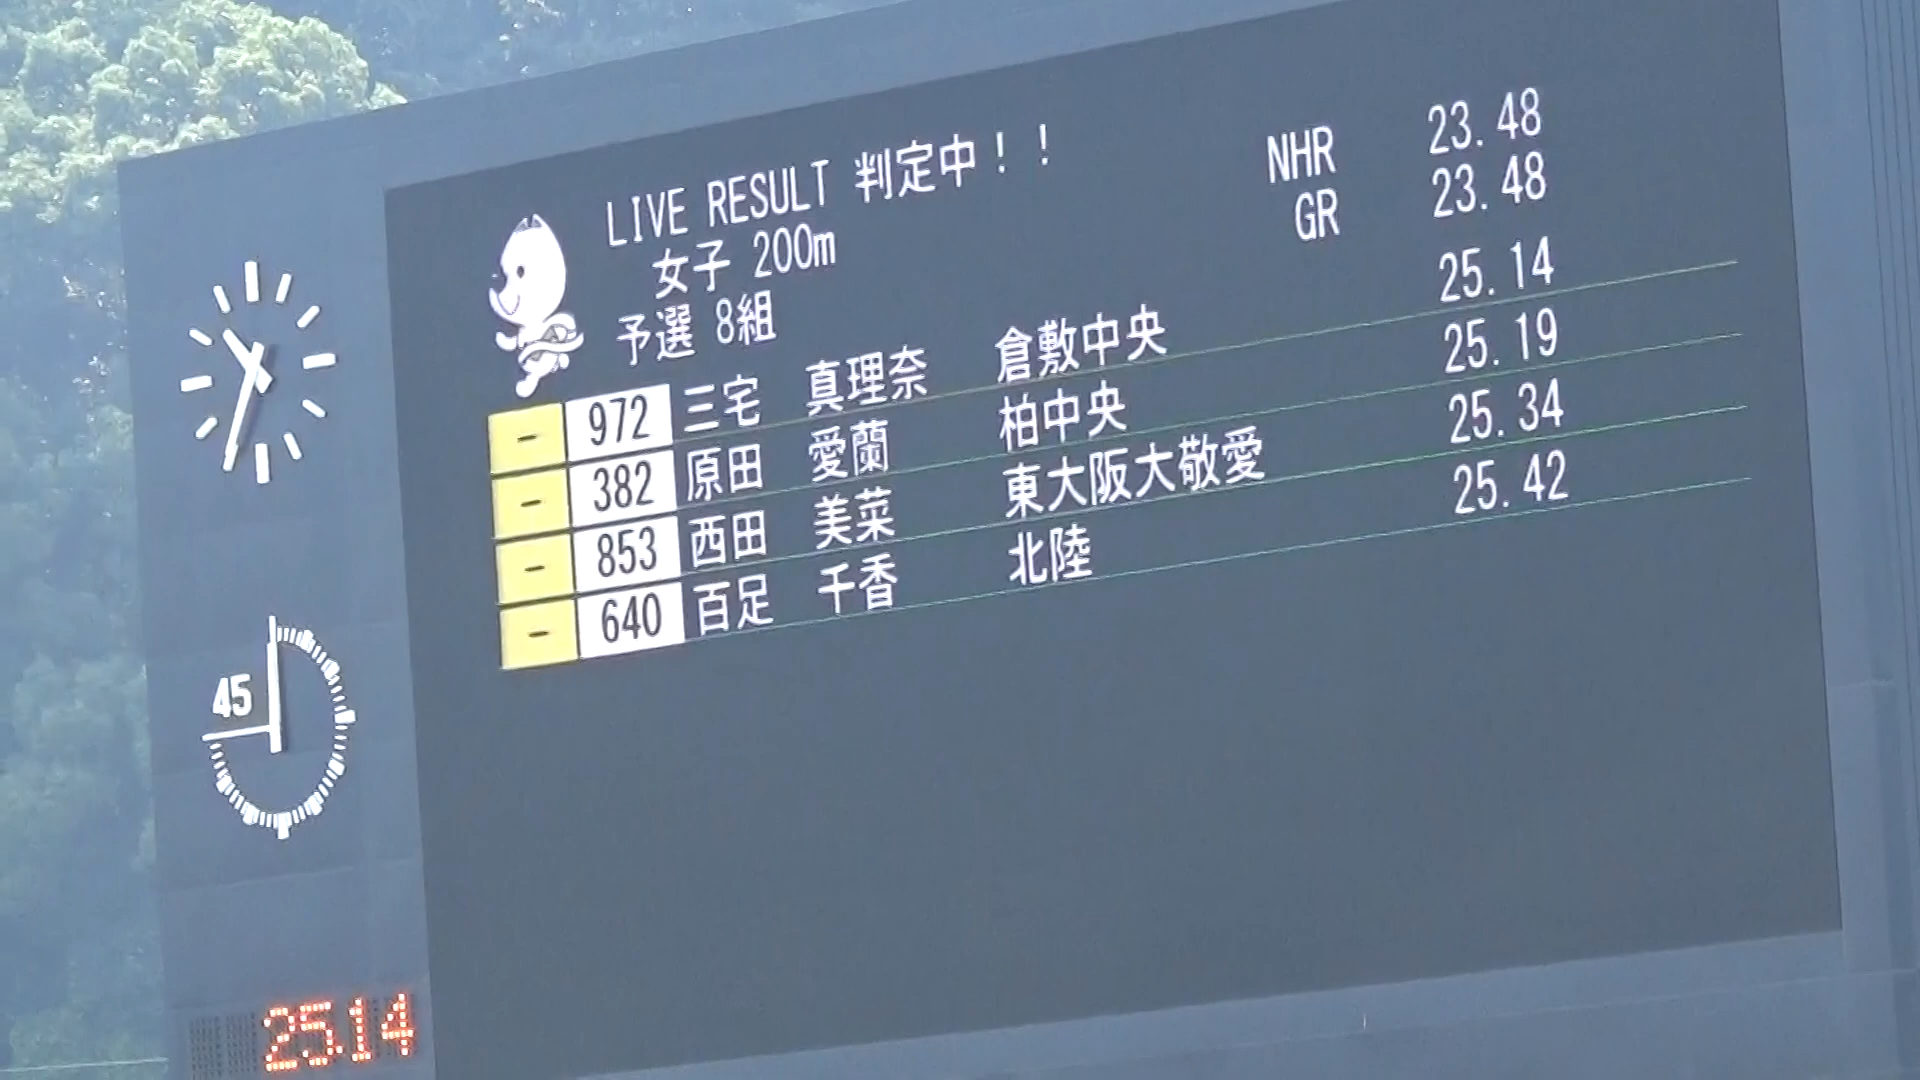 LIVE RESULT 判定中!!
女子 200m
予選 8組
NHR 23.48
GR 23.48
- 972 三宅 真理奈 倉敷中央 25.14
- 382 原田 愛蘭 柏中央 25.19
- 853 西田 美菜 東大阪大敬愛 25.34
- 640 百足 千香 北陸 25.42
45
2514